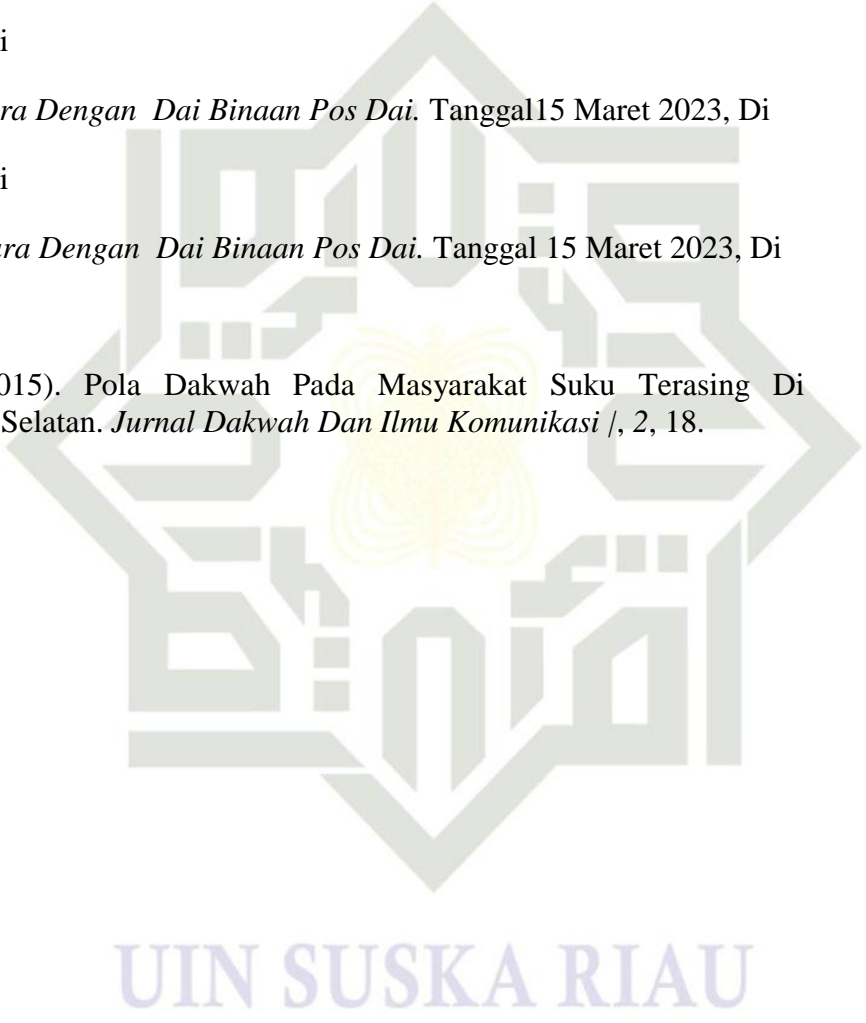 i
ra Dengan Dai Binaan Pos Dai. Tanggal15 Maret 2023, Di
i
ara Dengan Dai Binaan Pos Dai. Tanggal 15 Maret 2023, Di
015). Pola Dakwah Pada Masyarakat Suku Terasing Di
Selatan. Jurnal Dakwah Dan Ilmu Komunikasi |, 2, 18.
UIN SUSKA RIAU